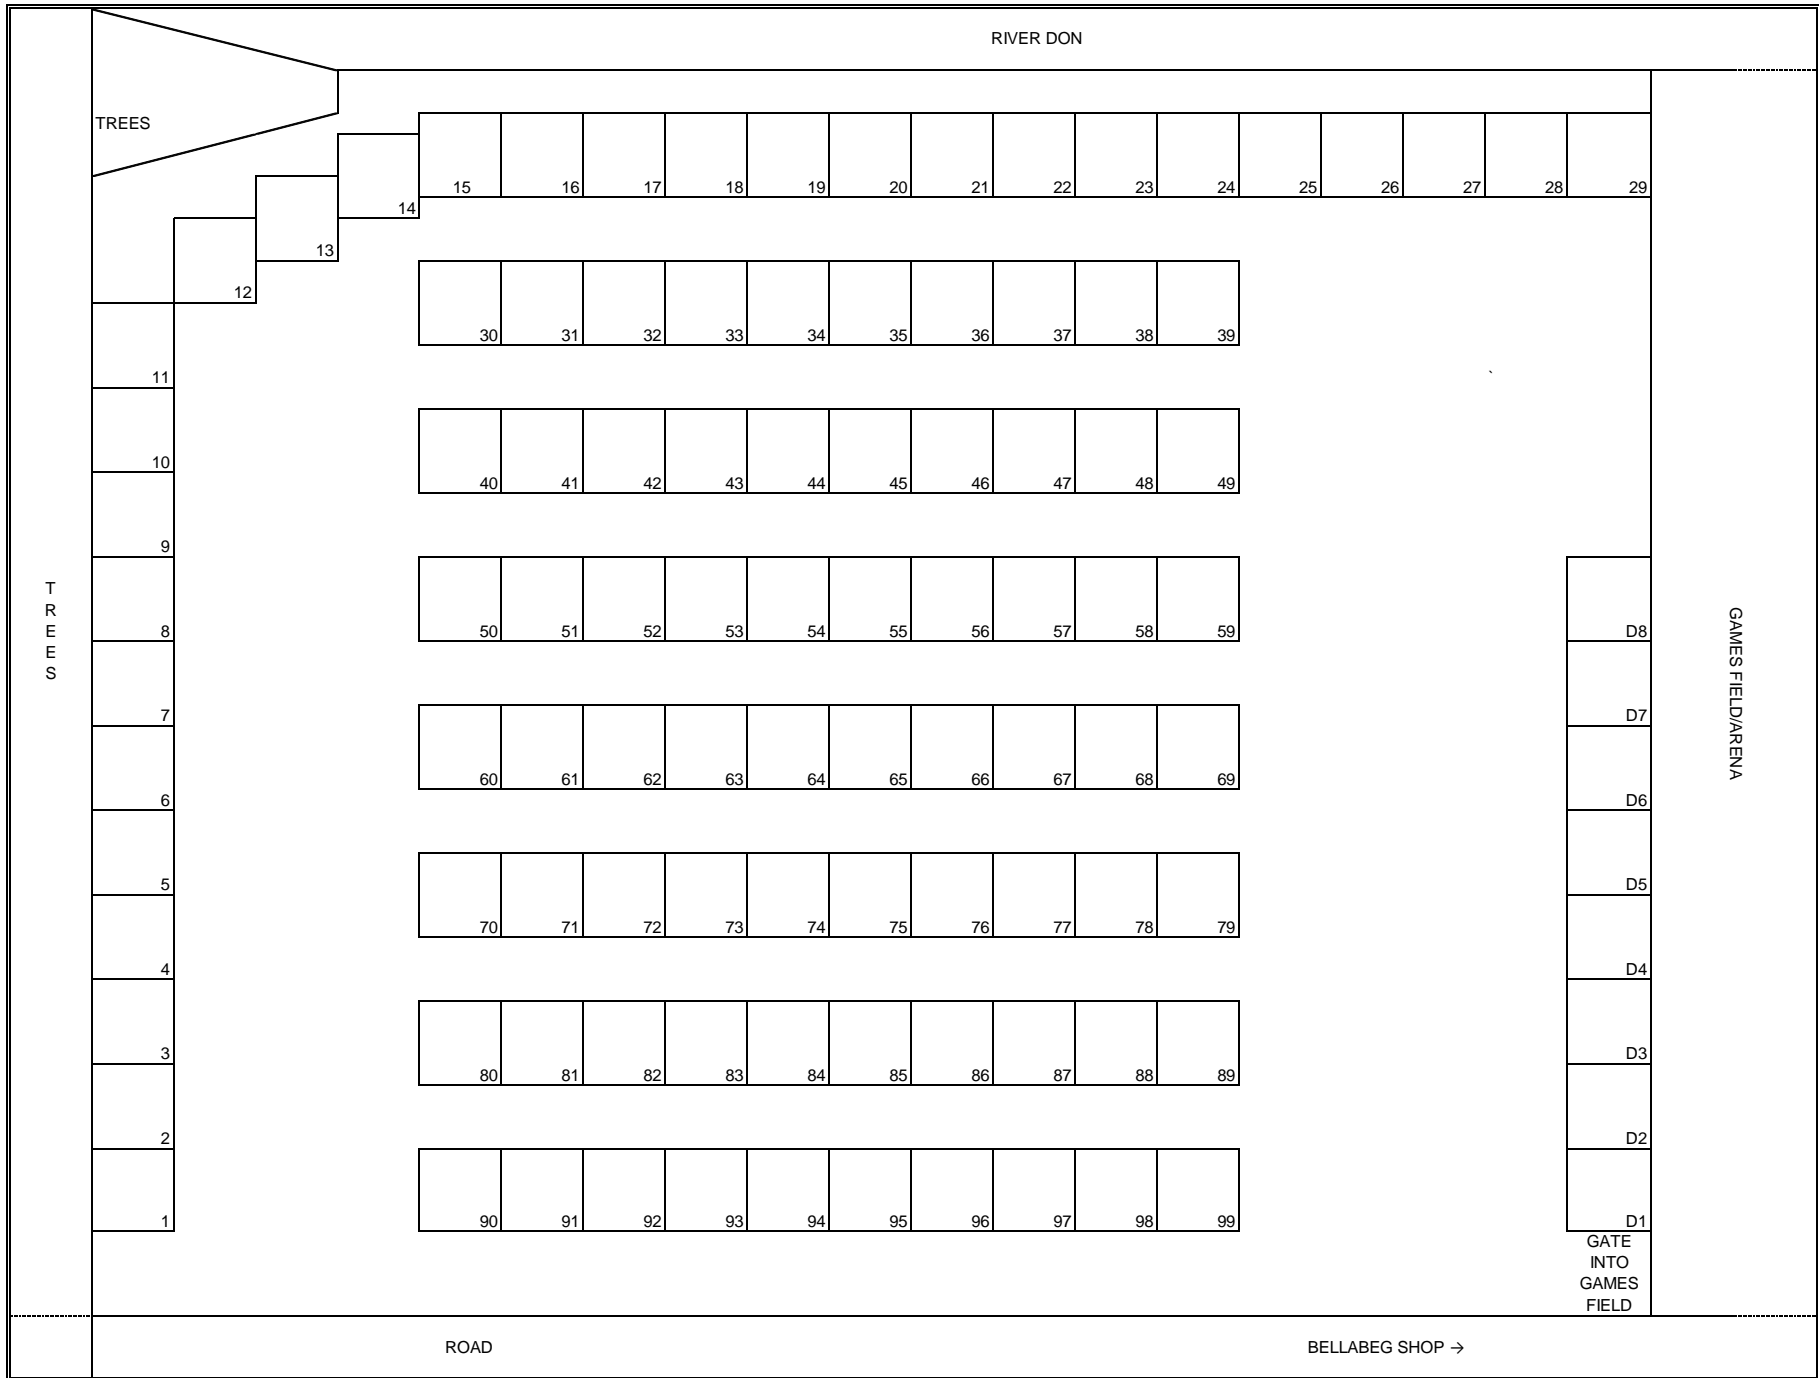 RIVER DON
TREES
15 16 17 18 19 20 21 22 23 24 25 26 27 28 29
14
13
12
30 31 32 33 34 35 36 37 38 39
11
`
10
40 41 42 43 44 45 46 47 48 49
9
T
R
E
E
S
8
50 51 52 53 54 55 56 57 58 59
D8
GAMES FIELD/ARENA
7
D7
60 61 62 63 64 65 66 67 68 69
6
D6
5
D5
70 71 72 73 74 75 76 77 78 79
4
D4
3
D3
80 81 82 83 84 85 86 87 88 89
2
D2
1
90 91 92 93 94 95 96 97 98 99
D1
GATE
INTO
GAMES
FIELD
ROAD
BELLABEG SHOP →